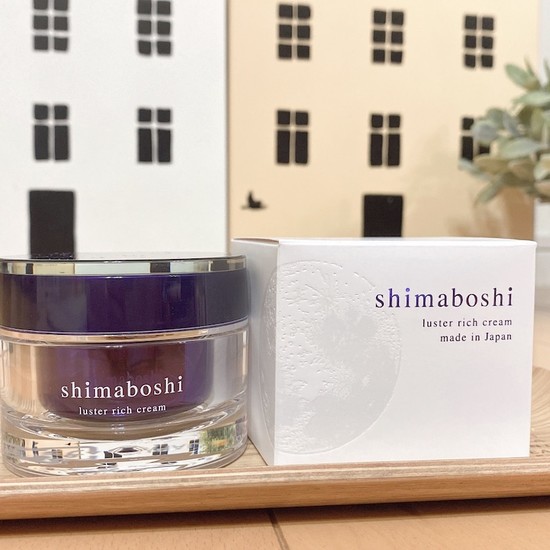 shimaboshi
luster rich cream
shimaboshi
luster rich cream
made in Japan